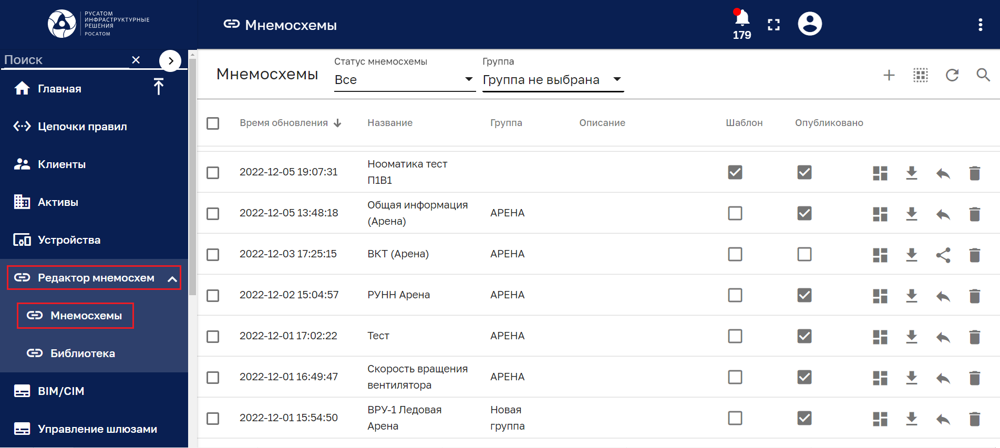 РУСАТОМ
ИНФРАСТРУКТУРНЫЕ
РЕШЕНИЯ
РОСАТОМ
Мнемосхемы
179
Поиск
Главная
Цепочки правил
Клиенты
Активы
Устройства
Редактор мнемосхем
Мнемосхемы
Библиотека
BIM/CIM
Управление шлюзами
Мнемосхемы
Статус мнемосхемы
Все
Группа
Группа не выбрана
Время обновления Название Группа Описание Шаблон Опубликовано
2022-12-05 19:07:31 Нооматика тест
П1В1
2022-12-05 13:48:18 Общая информация
(Арена) АРЕНА
2022-12-03 17:25:15 ВКТ (Арена) АРЕНА
2022-12-02 15:04:57 РУНН Арена АРЕНА
2022-12-01 17:02:22 Тест АРЕНА
2022-12-01 16:49:47 Скорость вращения
вентилятора АРЕНА
2022-12-01 15:54:50 ВРУ-1 Ледовая
Арена Новая
группа